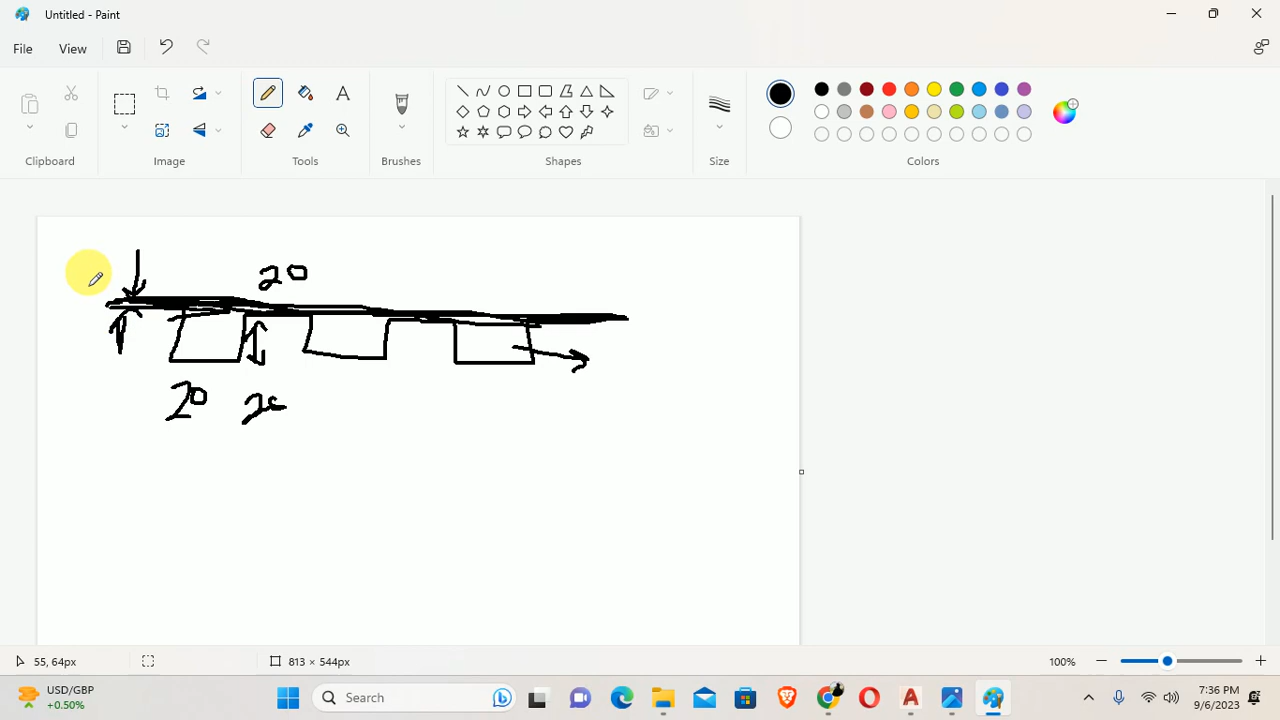 Untitled - Paint
File View
Clipboard Image Tools Brushes Shapes Size Colors
20
20 20
55, 64px 813 × 544px 100%
USD/GBP
+0.50%
Search
7:36 PM
9/6/2023